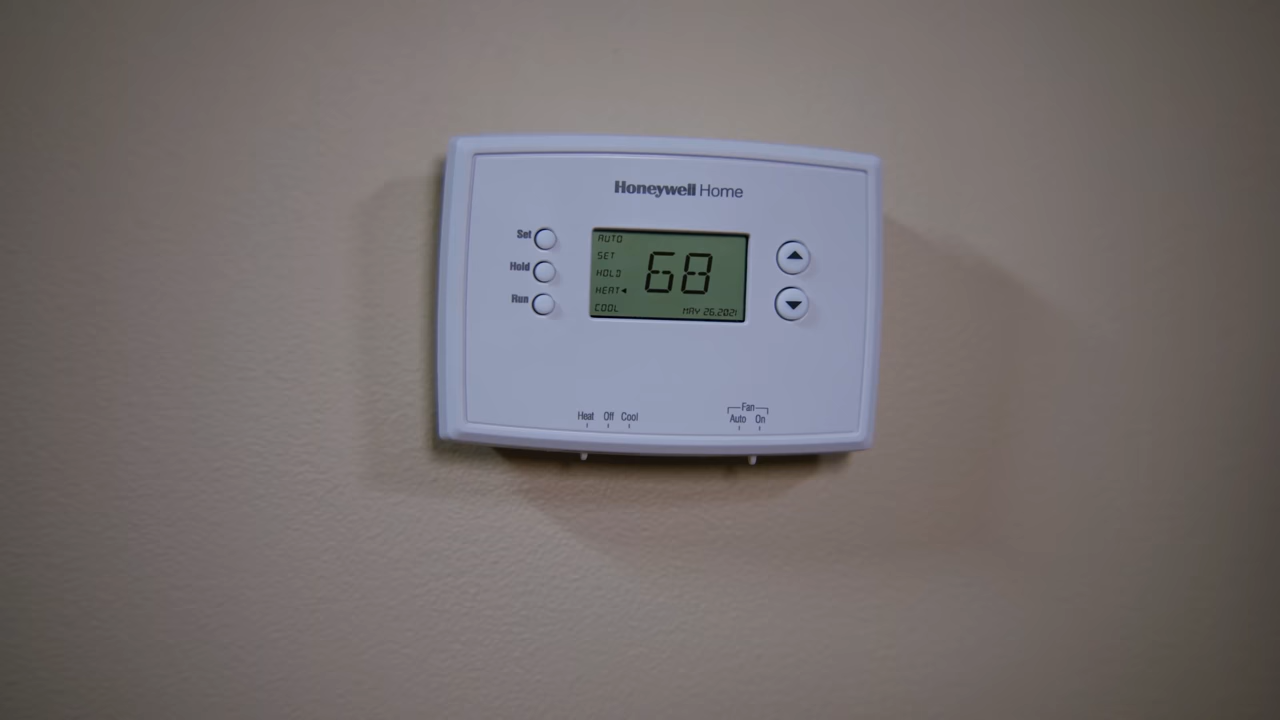 Honeywell Home
Set
Hold
Run
AUTO
SET
HOLD
HEAT
COOL
68
MAY 26,2021
Heat Off Cool
Fan
Auto On